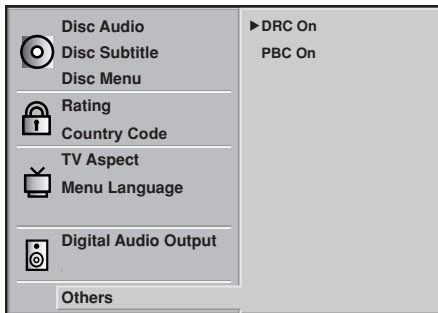 Disc Audio
Disc Subtitle
Disc Menu
Rating
Country Code
TV Aspect
Menu Language
Digital Audio Output
Others
DRC On
PBC On